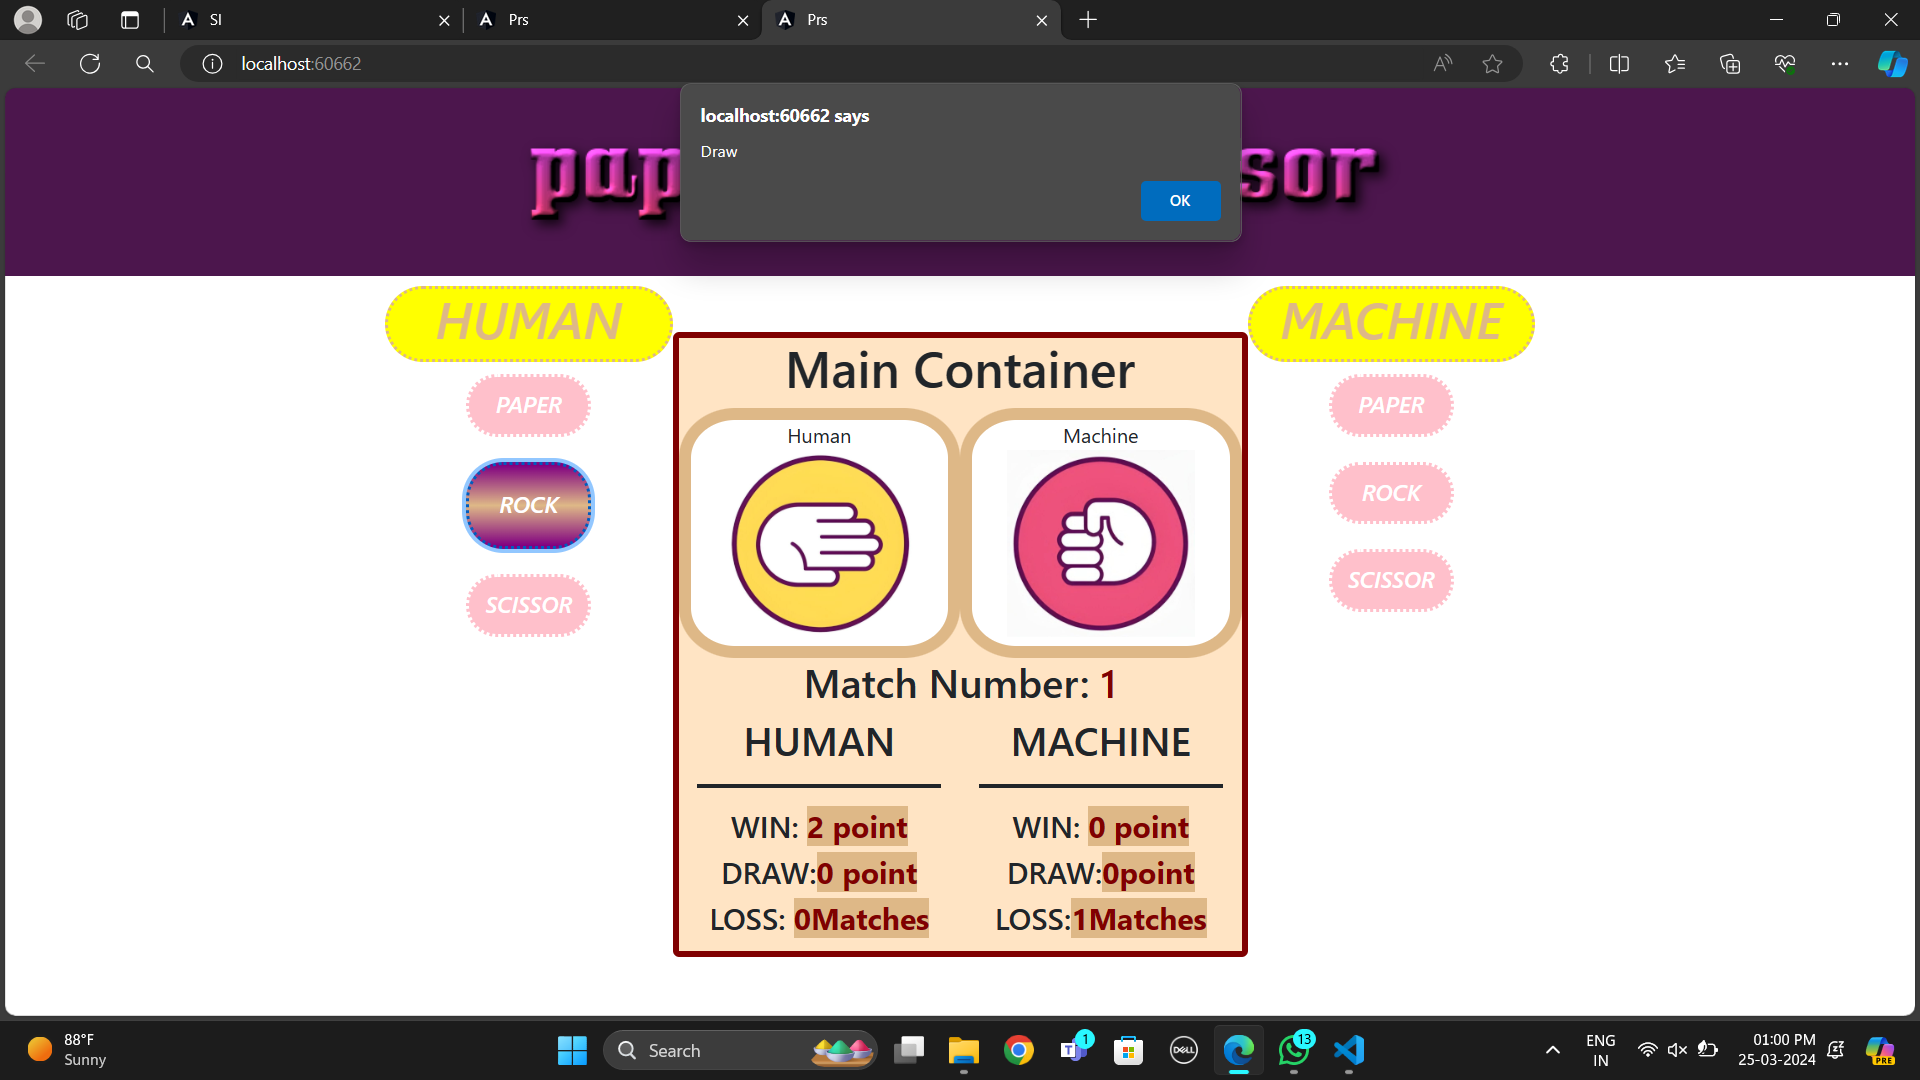 SI
Prs
Prs
localhost:60662
localhost:60662 says
Draw
OK
pap
sor
HUMAN
MACHINE
PAPER
ROCK
SCISSOR
PAPER
ROCK
SCISSOR
Main Container
Human
Machine
Match Number: 1
HUMAN
MACHINE
WIN: 2 point
DRAW:0 point
LOSS: 0Matches
WIN: 0 point
DRAW:0point
LOSS:1Matches
88°F
Sunny
Search
1
DELL
13
ENG
IN
01:00 PM
25-03-2024
PRE